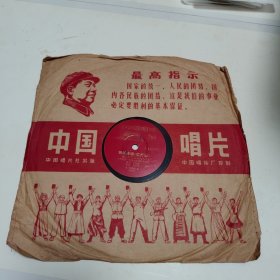 最高指示
国家的统一，人民的团结，国
内各民族的团结，这是我们的事业
必定要胜利的基本保证。
中国 唱片
中国唱片社出版 中国唱片厂制